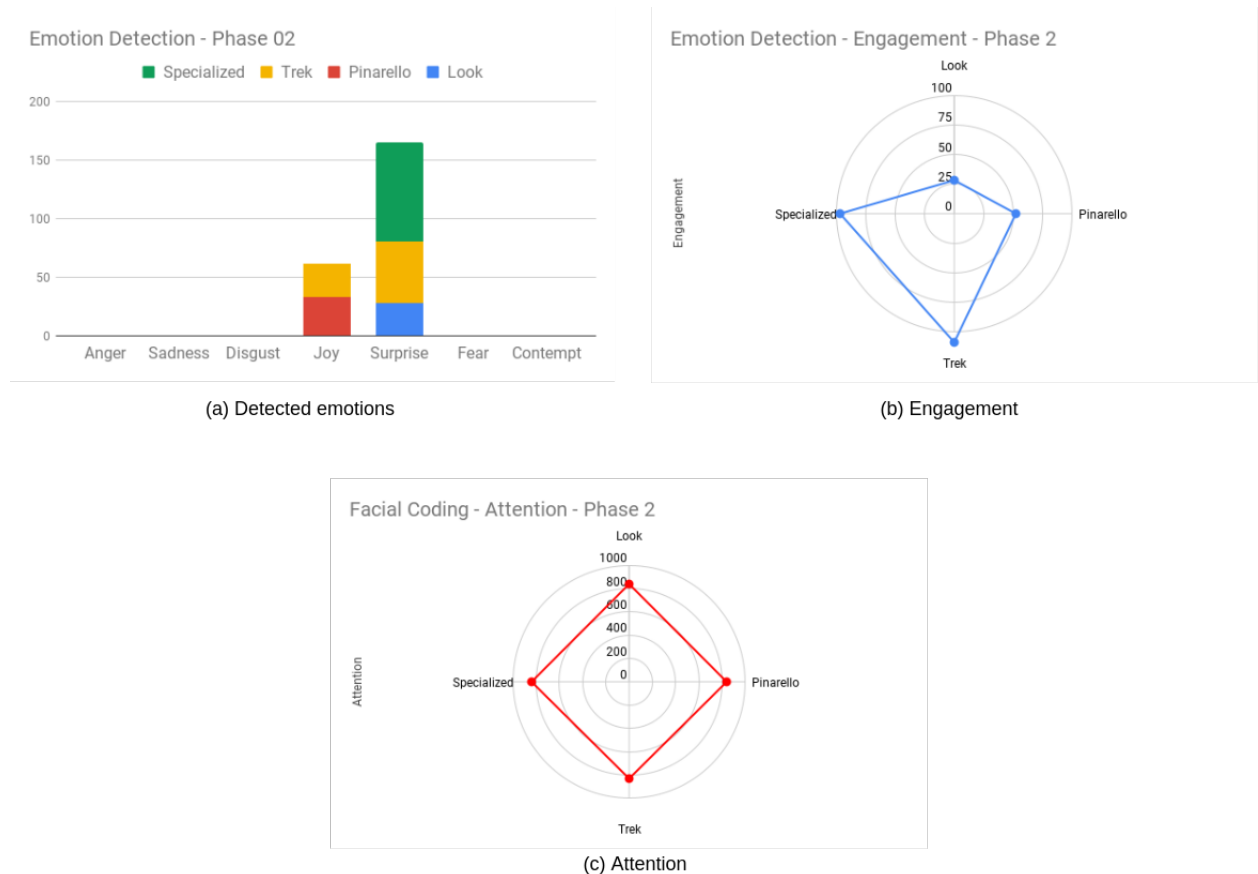 Emotion Detection - Phase 02
Specialized Trek Pinarello Look
200
150
100
50
0
Anger Sadness Disgust Joy Surprise Fear Contempt
(a) Detected emotions
Emotion Detection - Engagement - Phase 2
Look
100
75
50
25
0
Engagement
Specialized
Pinarello
Trek
(b) Engagement
Facial Coding - Attention - Phase 2
Look
1000
800
600
400
200
0
Attention
Specialized
Pinarello
Trek
(c) Attention